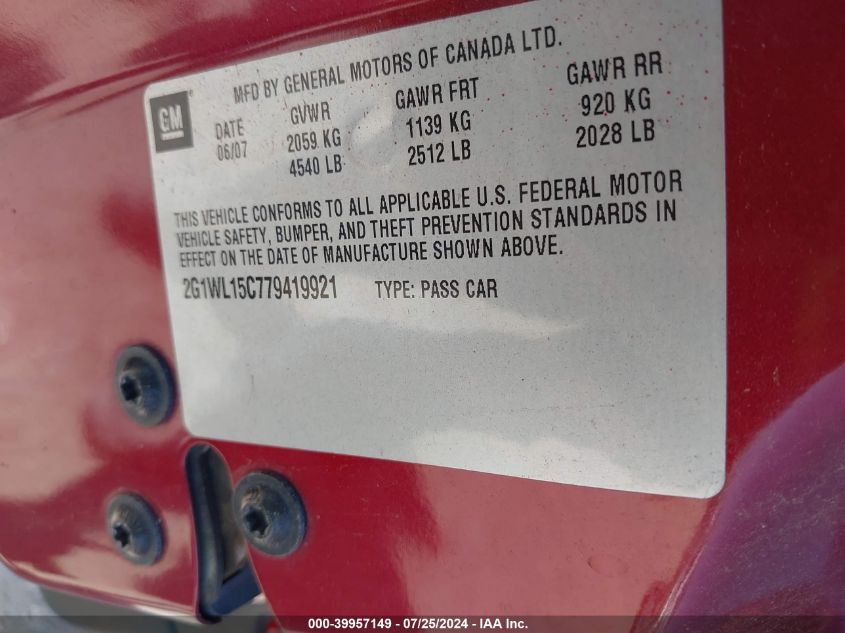 MFD BY GENERAL MOTORS OF CANADA LTD.
GM
DATE GVWR GAWR FRT GAWR RR
06/07 2059 KG 1139 KG 920 KG
4540 LB 2512 LB 2028 LB
THIS VEHICLE CONFORMS TO ALL APPLICABLE U.S. FEDERAL MOTOR
VEHICLE SAFETY, BUMPER, AND THEFT PREVENTION STANDARDS IN
EFFECT ON THE DATE OF MANUFACTURE SHOWN ABOVE.
2G1WL15C779419921 TYPE: PASS CAR
000-39957149 - 07/25/2024 - IAA Inc.